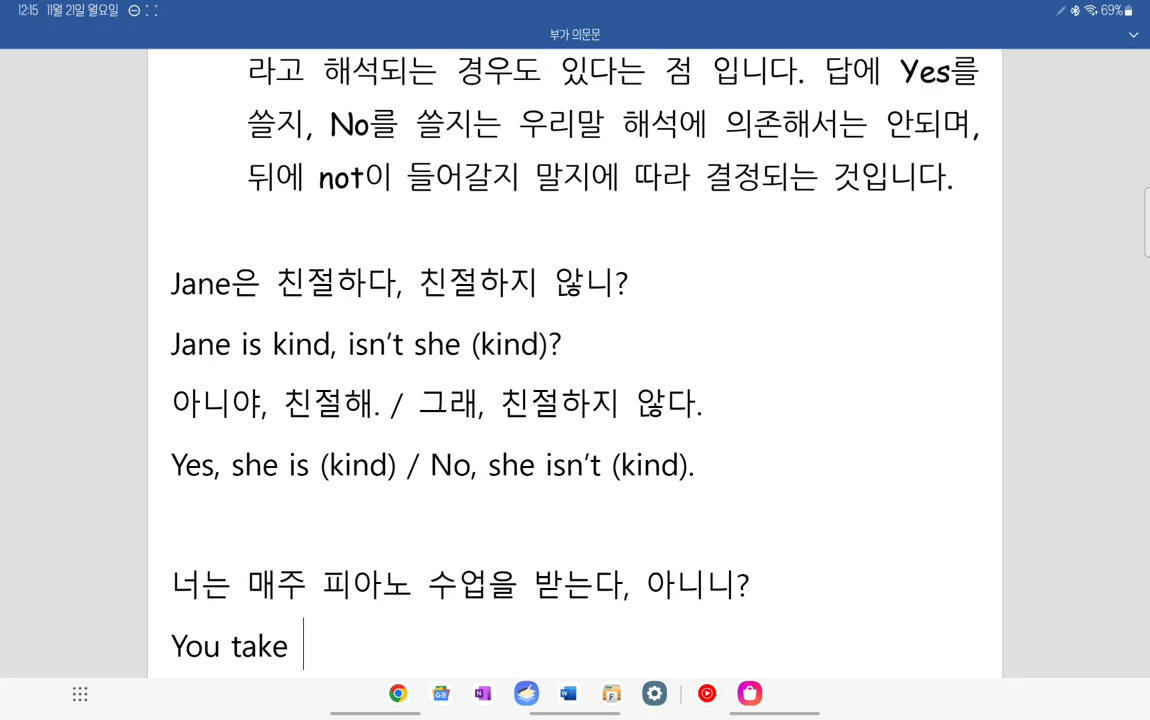 12:15 11월 21일 월요일
69%
부가 의문문
라고 해석되는 경우도 있다는 점 입니다. 답에 Yes를
쓸지, No를 쓸지는 우리말 해석에 의존해서는 안되며,
뒤에 not이 들어갈지 말지에 따라 결정되는 것입니다.
Jane은 친절하다, 친절하지 않니?
Jane is kind, isn't she (kind)?
아니야, 친절해. / 그래, 친절하지 않다.
Yes, she is (kind) / No, she isn't (kind).
너는 매주 피아노 수업을 받는다, 아니니?
You take